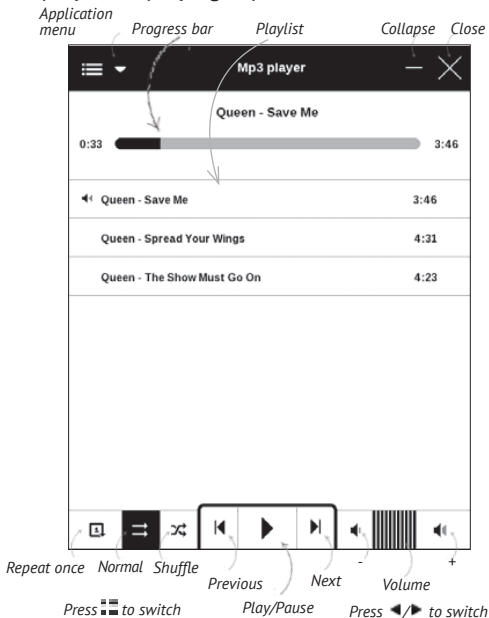 Application
menu
Progress bar
Playlist
Collapse
Close
Mp3 player
Queen - Save Me
0:33
3:46
Queen - Save Me 3:46
Queen - Spread Your Wings 4:31
Queen - The Show Must Go On 4:23
1
- +
Repeat once
Normal
Shuffle
Previous
Play/Pause
Next
Volume
Press to switch
Press / to switch